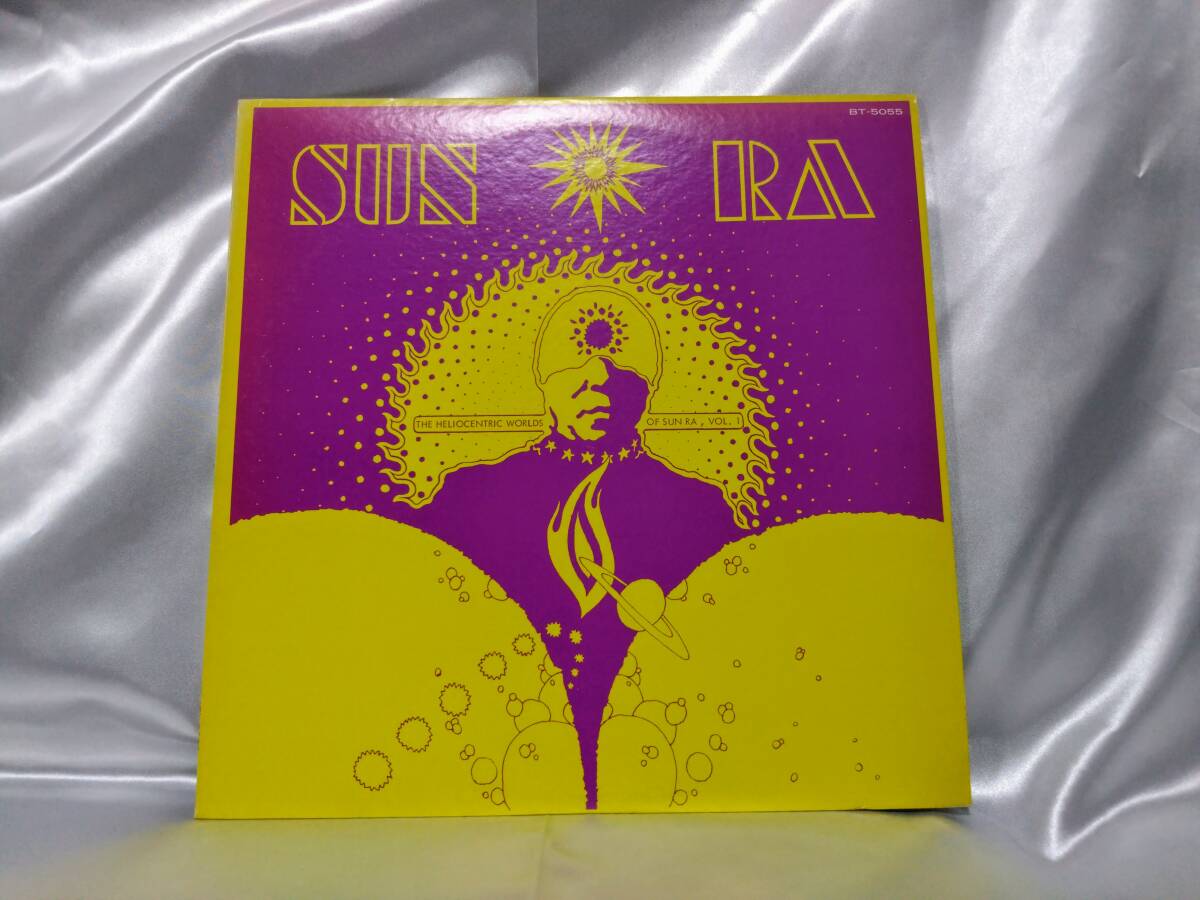 BT-5055
SUN RA
THE HELIOCENTRIC WORLDS OF SUN RA, VOL. 1